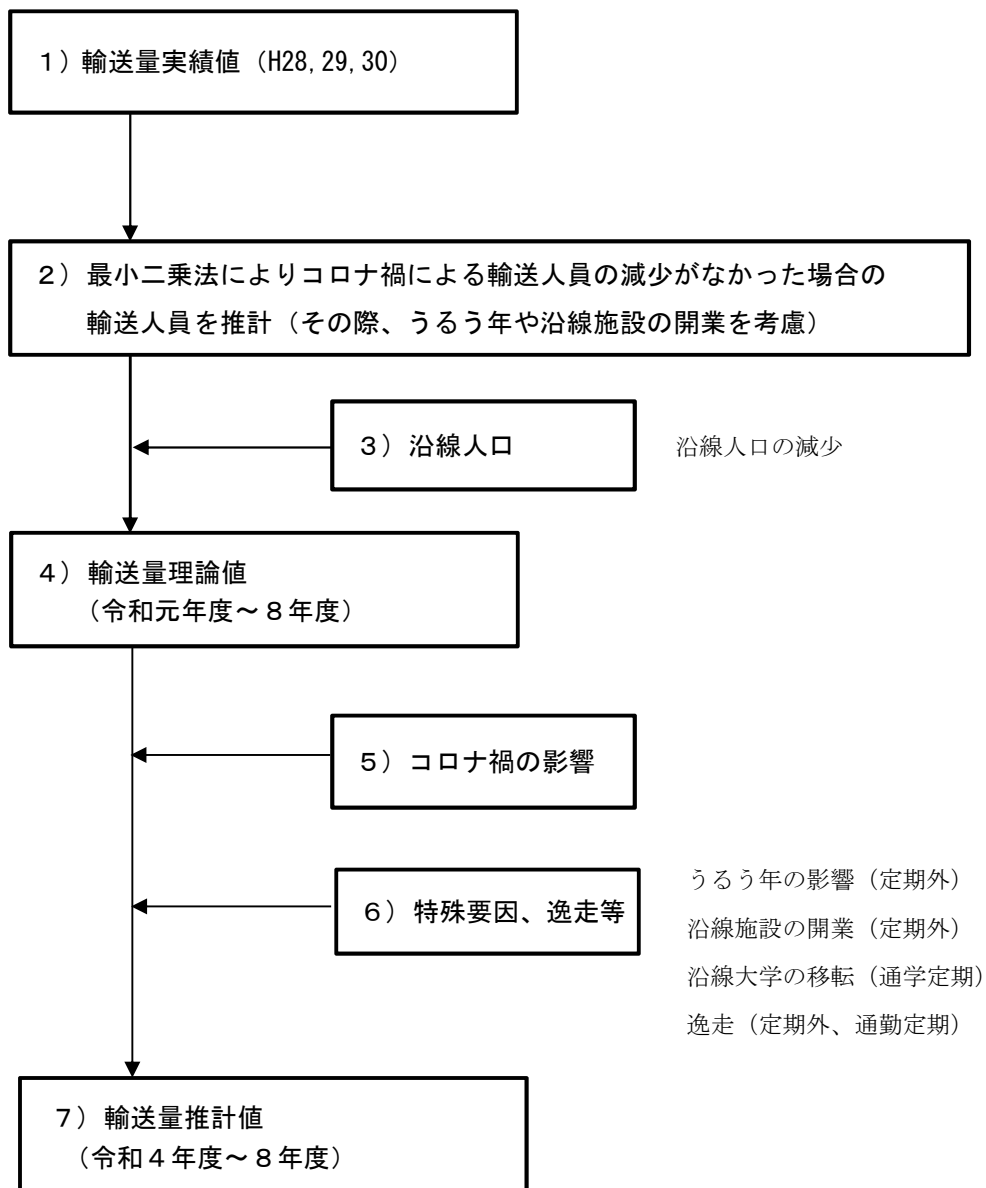 １）輸送量実績値（H28,29,30）
２）最小二乗法によりコロナ禍による輸送人員の減少がなかった場合の
輸送人員を推計（その際、うるう年や沿線施設の開業を考慮）
３）沿線人口
沿線人口の減少
４）輸送量理論値
（令和元年度～８年度）
５）コロナ禍の影響
６）特殊要因、逸走等
うるう年の影響（定期外）
沿線施設の開業（定期外）
沿線大学の移転（通学定期）
逸走（定期外、通勤定期）
７）輸送量推計値
（令和４年度～８年度）